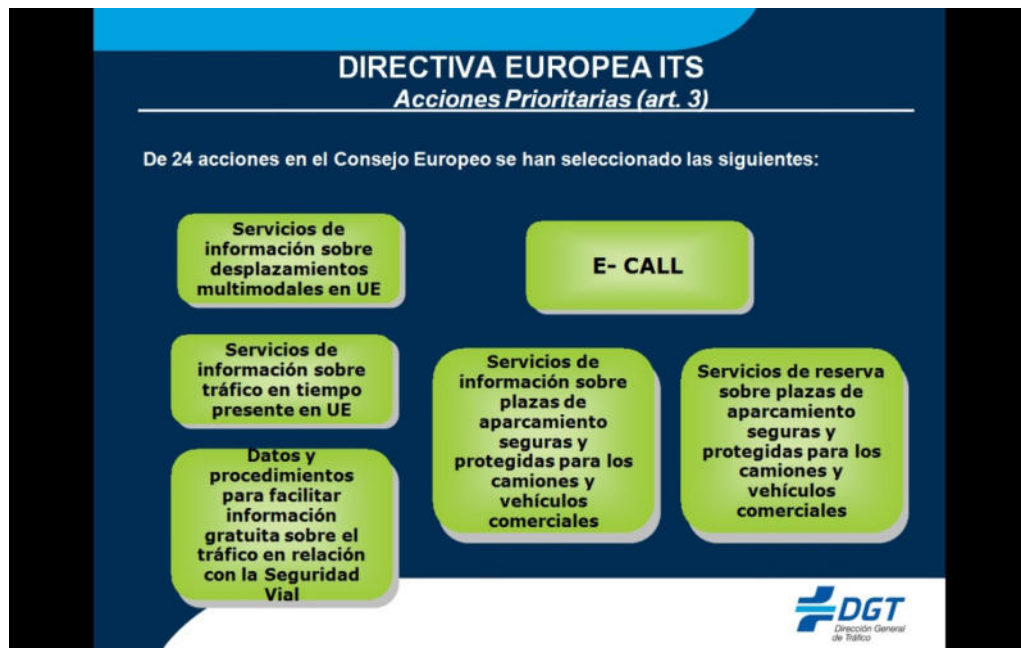 DIRECTIVA EUROPEA ITS
Acciones Prioritarias (art. 3)
De 24 acciones en el Consejo Europeo se han seleccionado las siguientes:
Servicios de
información sobre
desplazamientos
multimodales en UE
E- CALL
Servicios de
información sobre
tráfico en tiempo
presente en UE
Servicios de
información sobre
plazas de
aparcamiento
seguras y
protegidas para los
camiones y
vehículos
comerciales
Servicios de reserva
sobre plazas de
aparcamiento
seguras y
protegidas para los
camiones y
vehículos
comerciales
Datos y
procedimientos
para facilitar
información
gratuita sobre el
tráfico en relación
con la Seguridad
Vial
DGT
Dirección General
de Tráfico